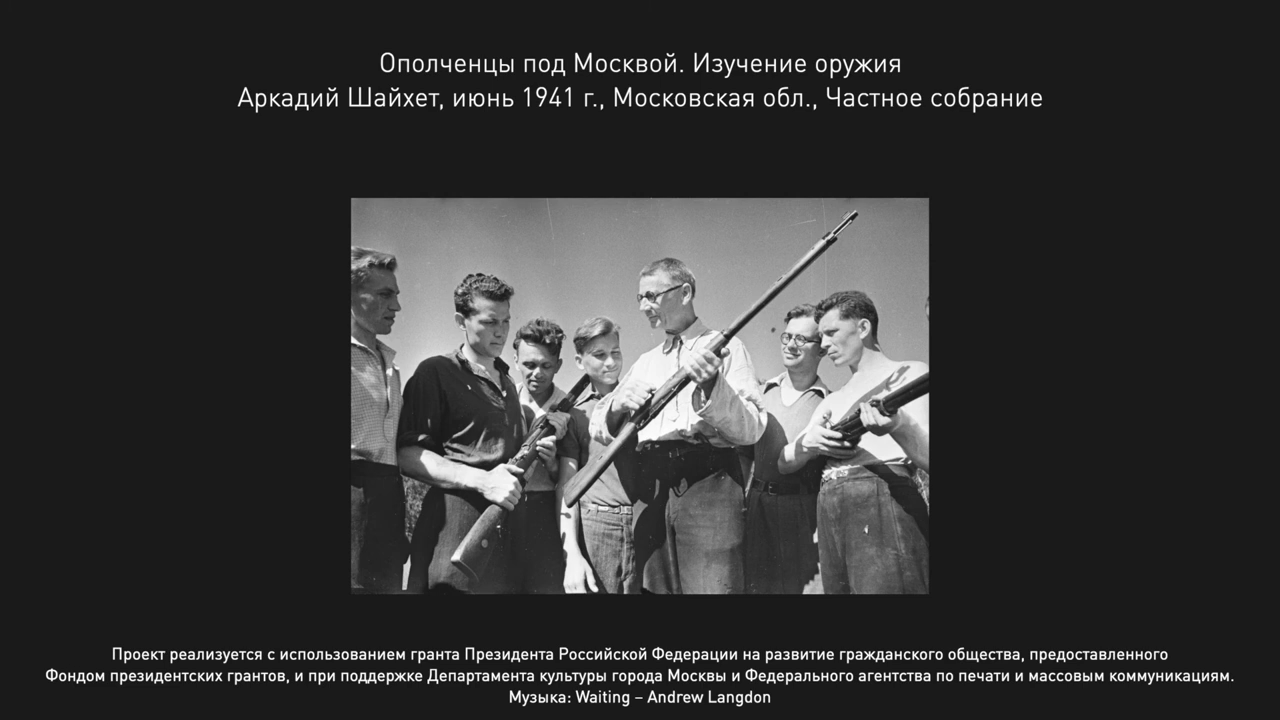 Ополченцы под Москвой. Изучение оружия
Аркадий Шайхет, июнь 1941 г., Московская обл., Частное собрание
Проект реализуется с использованием гранта Президента Российской Федерации на развитие гражданского общества, предоставленного
Фондом президентских грантов, и при поддержке Департамента культуры города Москвы и Федерального агентства по печати и массовым коммуникациям.
Музыка: Waiting – Andrew Langdon